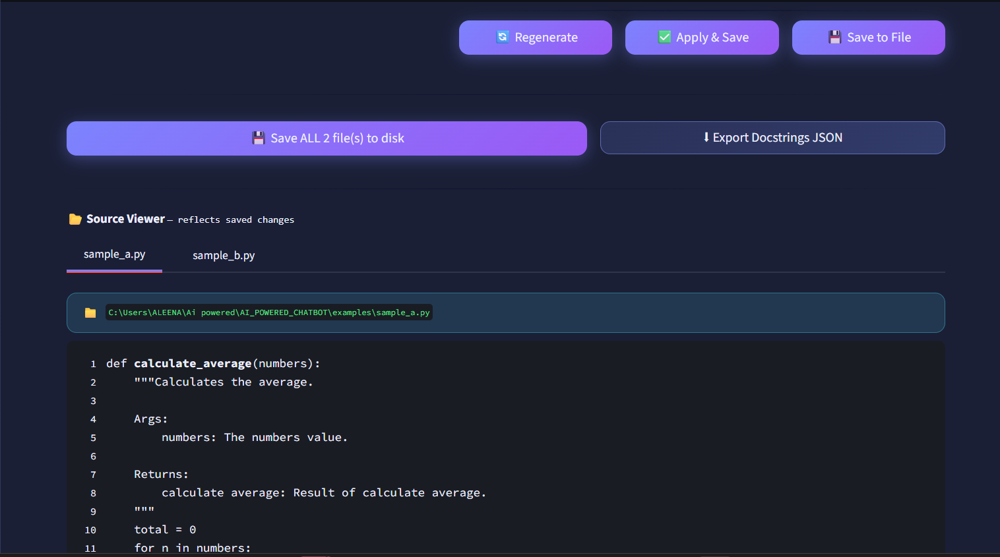 🔄 Regenerate
✅ Apply & Save
💾 Save to File
💾 Save ALL 2 file(s) to disk
⬇ Export Docstrings JSON
📂 Source Viewer — reflects saved changes
sample_a.py
sample_b.py
📁 C:\Users\ALEENA\Ai powered\AI_POWERED_CHATBOT\examples\sample_a.py
1 def calculate_average(numbers):
2     """Calculates the average.
3
4     Args:
5         numbers: The numbers value.
6
7     Returns:
8         calculate average: Result of calculate average.
9     """
10     total = 0
11     for n in numbers: